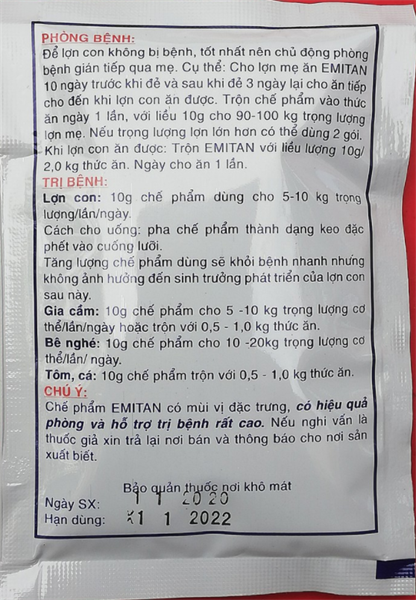 PHÒNG BỆNH:
Để lợn con không bị bệnh, tốt nhất nên chủ động phòng
bệnh gián tiếp qua mẹ. Cụ thể: Cho lợn mẹ ăn EMITAN
10 ngày trước khi đẻ và sau khi đẻ 3 ngày lại cho ăn tiếp
cho đến khi lợn con ăn được. Trộn chế phẩm vào thức
ăn ngày 1 lần, với liều 10g cho 90-100 kg trọng lượng
lợn mẹ. Nếu trọng lượng lợn lớn hơn có thể dùng 2 gói.
Khi lợn con ăn được: Trộn EMITAN với liều lượng 10g/
2,0 kg thức ăn. Ngày cho ăn 1 lần.
TRỊ BỆNH:
Lợn con: 10g chế phẩm dùng cho 5-10 kg trọng
lượng/lần/ngày.
Cách cho uống: pha chế phẩm thành dạng keo đặc
phết vào cuống lưỡi.
Tăng lượng chế phẩm dùng sẽ khỏi bệnh nhanh nhưng
không ảnh hưởng đến sinh trưởng phát triển của lợn con
sau này.
Gia cầm: 10g chế phẩm cho 5 -10 kg trọng lượng cơ
thể/lần/ngày hoặc trộn với 0,5 - 1,0 kg thức ăn.
Bê nghé: 10g chế phẩm cho 10 -20kg trọng lượng cơ
thể/lần/ ngày.
Tôm, cá: 10g chế phẩm trộn với 0,5 - 1,0 kg thức ăn.
CHÚ Ý:
Chế phẩm EMITAN có mùi vị đặc trưng, có hiệu quả
phòng và hỗ trợ trị bệnh rất cao. Nếu nghi vấn là
thuốc giả xin trả lại nơi bán và thông báo cho nơi sản
xuất biết.
Bảo quản thuốc nơi khô mát
Ngày SX: 1 1 2020
Hạn dùng: 1 1 2022